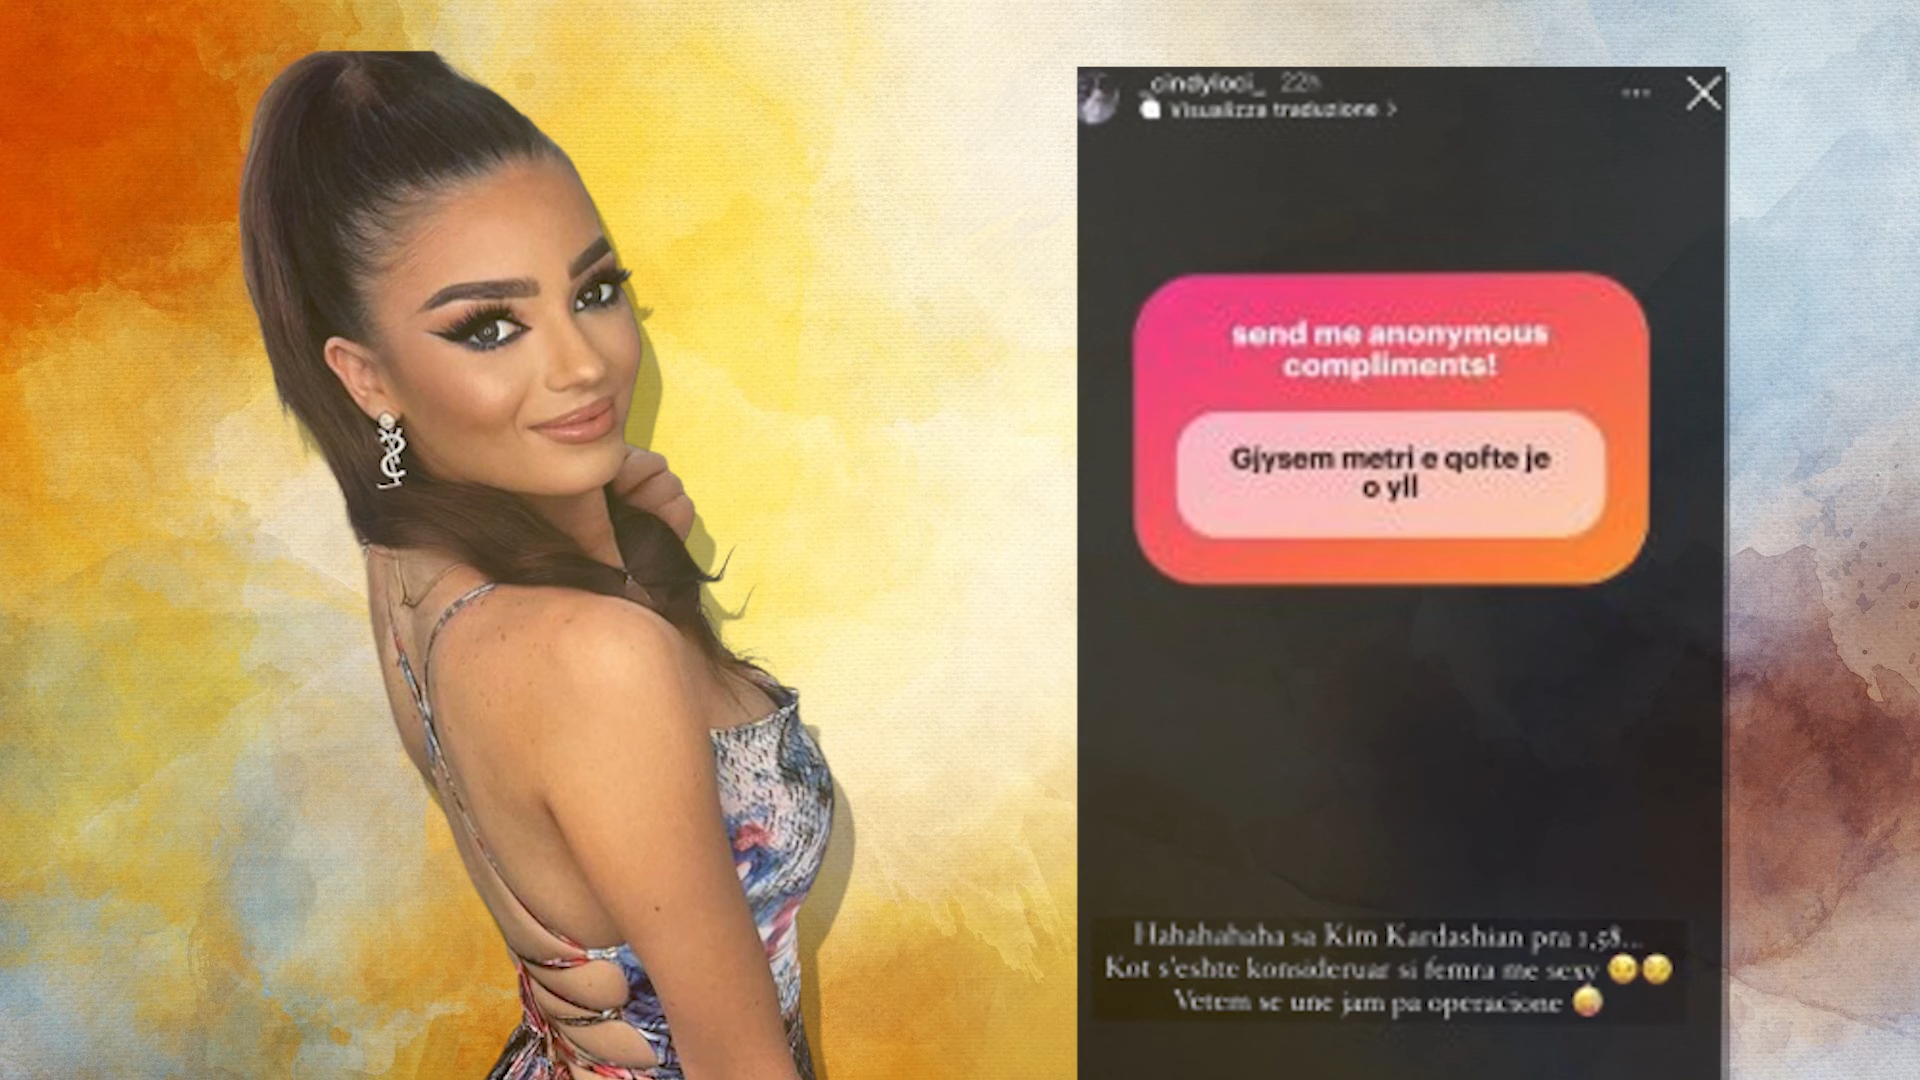 _cindyloci_ 22h
Visualizza traduzione >
send me anonymous
compliments!
Gjysem metri e qofte je
o yll
Hahahahaha sa Kim Kardashian pra 1,58...
Kot s'eshte konsideruar si femra me sexy
Vetem se une jam pa operacione